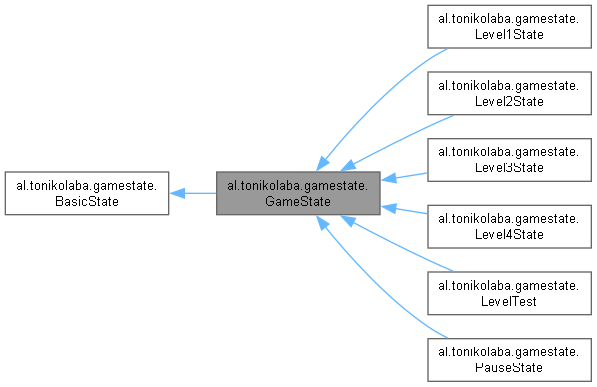 al.tonikolaba.gamestate.
Level1State
al.tonikolaba.gamestate.
Level2State
al.tonikolaba.gamestate.
Level3State
al.tonikolaba.gamestate.
BasicState
al.tonikolaba.gamestate.
GameState
al.tonikolaba.gamestate.
Level4State
al.tonikolaba.gamestate.
LevelTest
al.tonikolaba.gamestate.
PauseState